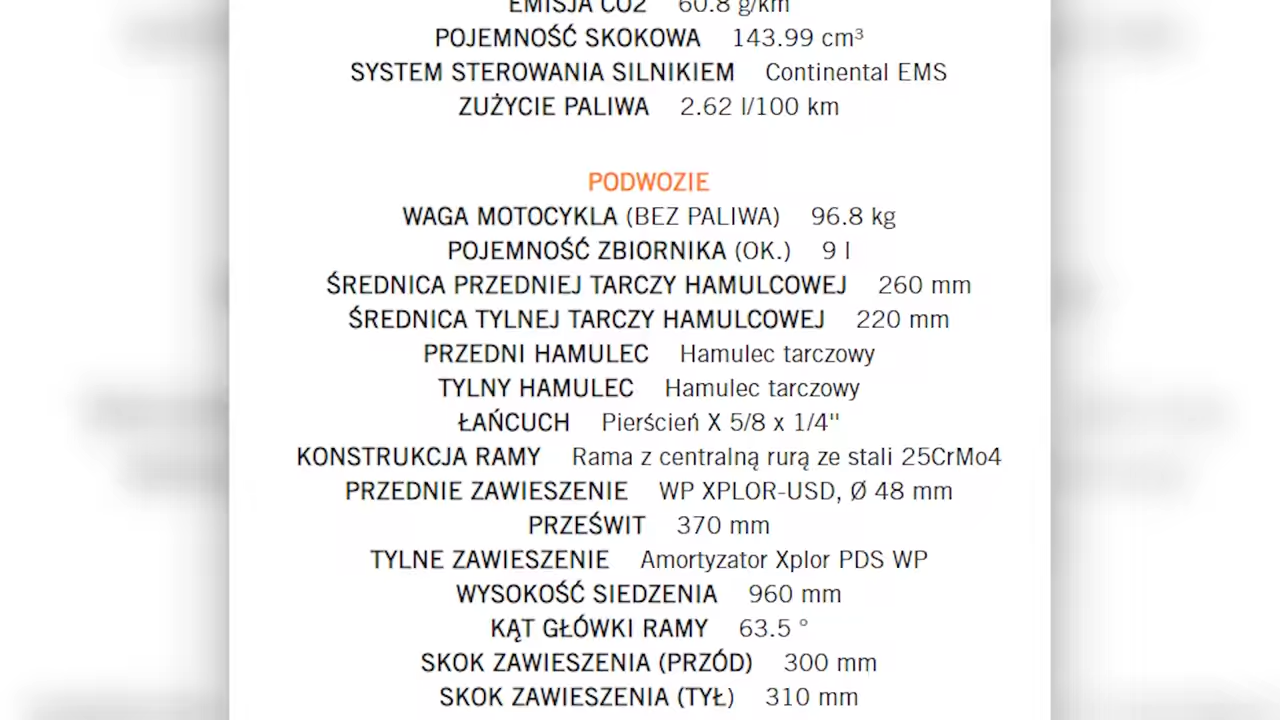 EMISJA CO2 60.8 g/km
POJEMNOŚĆ SKOKOWA 143.99 cm³
SYSTEM STEROWANIA SILNIKIEM Continental EMS
ZUŻYCIE PALIWA 2.62 l/100 km
PODWOZIE
WAGA MOTOCYKLA (BEZ PALIWA) 96.8 kg
POJEMNOŚĆ ZBIORNIKA (OK.) 9 l
ŚREDNICA PRZEDNIEJ TARCZY HAMULCOWEJ 260 mm
ŚREDNICA TYLNEJ TARCZY HAMULCOWEJ 220 mm
PRZEDNI HAMULEC Hamulec tarczowy
TYLNY HAMULEC Hamulec tarczowy
ŁAŃCUCH Pierścień X 5/8 x 1/4"
KONSTRUKCJA RAMY Rama z centralną rurą ze stali 25CrMo4
PRZEDNIE ZAWIESZENIE WP XPLOR-USD, Ø 48 mm
PRZEŚWIT 370 mm
TYLNE ZAWIESZENIE Amortyzator Xplor PDS WP
WYSOKOŚĆ SIEDZENIA 960 mm
KĄT GŁÓWKI RAMY 63.5 °
SKOK ZAWIESZENIA (PRZÓD) 300 mm
SKOK ZAWIESZENIA (TYŁ) 310 mm